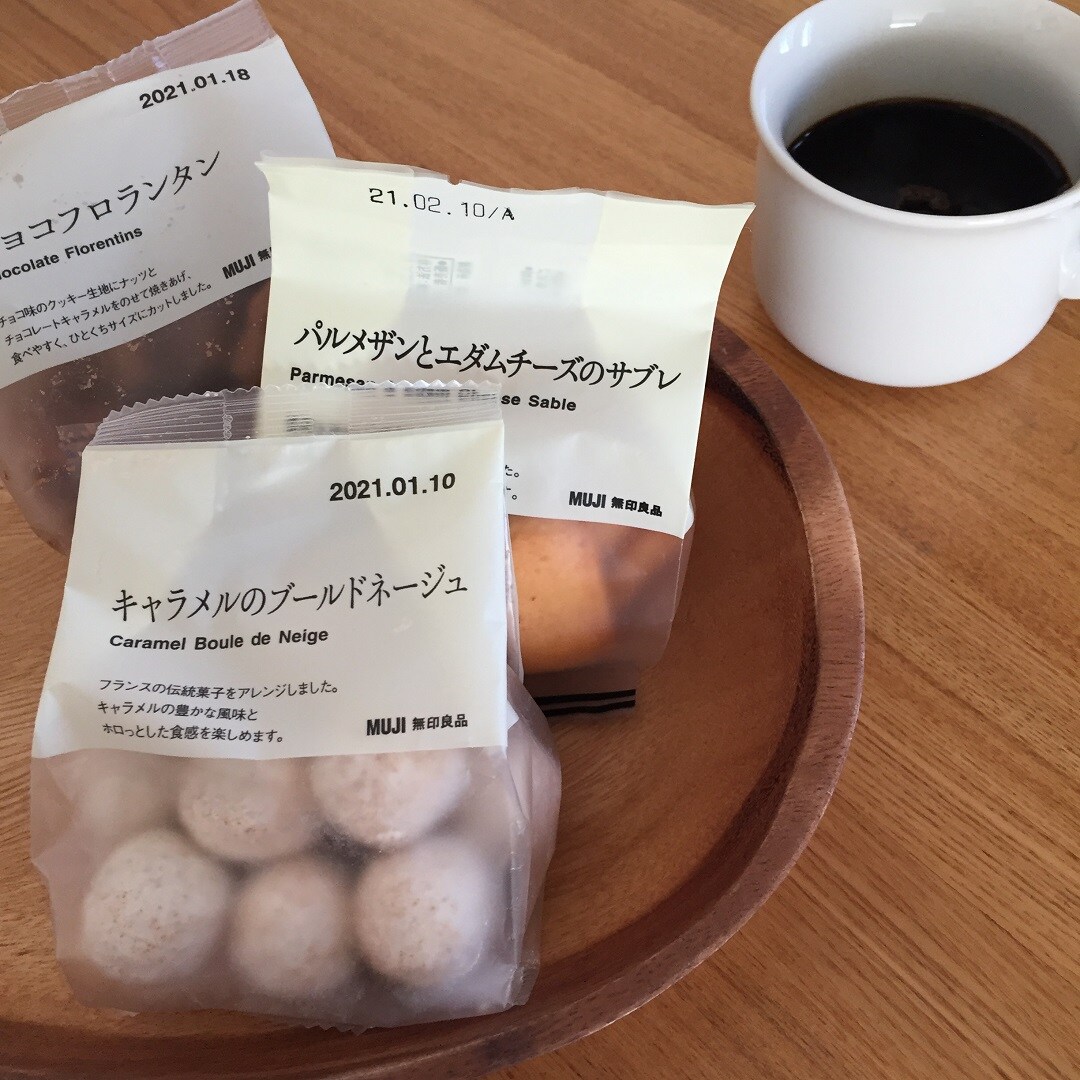 2021.01.18
ョコフロランタン
ocolate Florentins
チョコ味のクッキー生地にナッツと
チョコレートキャラメルをのせて焼きあげ、
食べやすく、ひとくちサイズにカットしました。
MUJI 無
21.02.10/A
パルメザンとエダムチーズのサブレ
Parmesan Cheese Sable
た。
す。
MUJI 無印良品
2021.01.10
キャラメルのブールドネージュ
Caramel Boule de Neige
フランスの伝統菓子をアレンジしました。
キャラメルの豊かな風味と
ホロっとした食感を楽しめます。
MUJI 無印良品